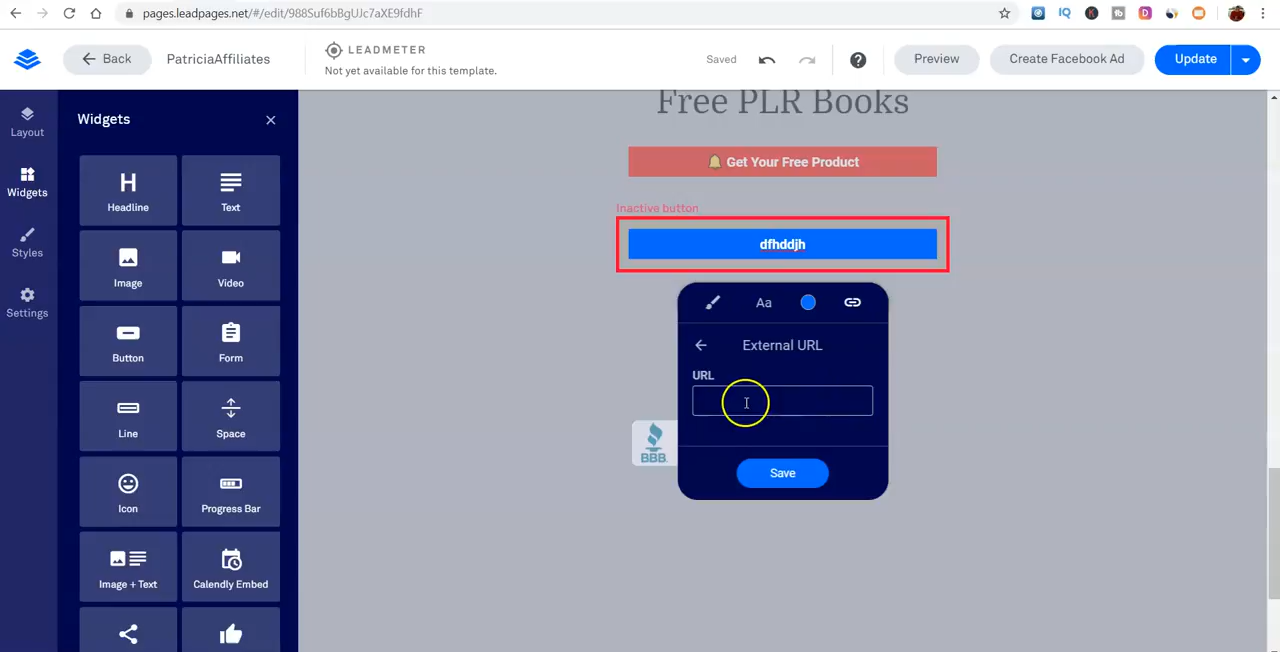 pages.leadpages.net/#/edit/988Suf6bBgUJc7aXE9fdhF
Back
PatriciaAffiliates
LEADMETER
Not yet available for this template.
Saved
Preview
Create Facebook Ad
Update
Layout
Widgets
Styles
Settings
Widgets
Headline
Text
Image
Video
Button
Form
Line
Space
Icon
Progress Bar
Image + Text
Calendly Embed
Free PLR Books
🔔 Get Your Free Product
Inactive button
dfhddjh
Aa
External URL
URL
BBB.
Save